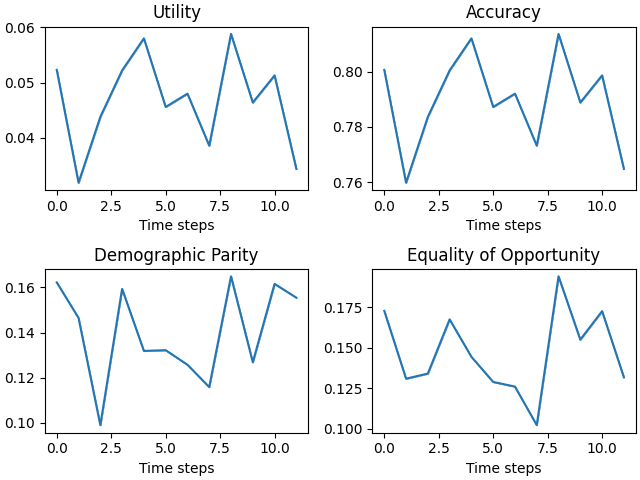 Utility
Accuracy
0.06
0.05
0.04
0.80
0.78
0.76
0.0 2.5 5.0 7.5 10.0
0.0 2.5 5.0 7.5 10.0
Time steps
Time steps
Demographic Parity
Equality of Opportunity
0.16
0.14
0.12
0.10
0.175
0.150
0.125
0.100
0.0 2.5 5.0 7.5 10.0
0.0 2.5 5.0 7.5 10.0
Time steps
Time steps